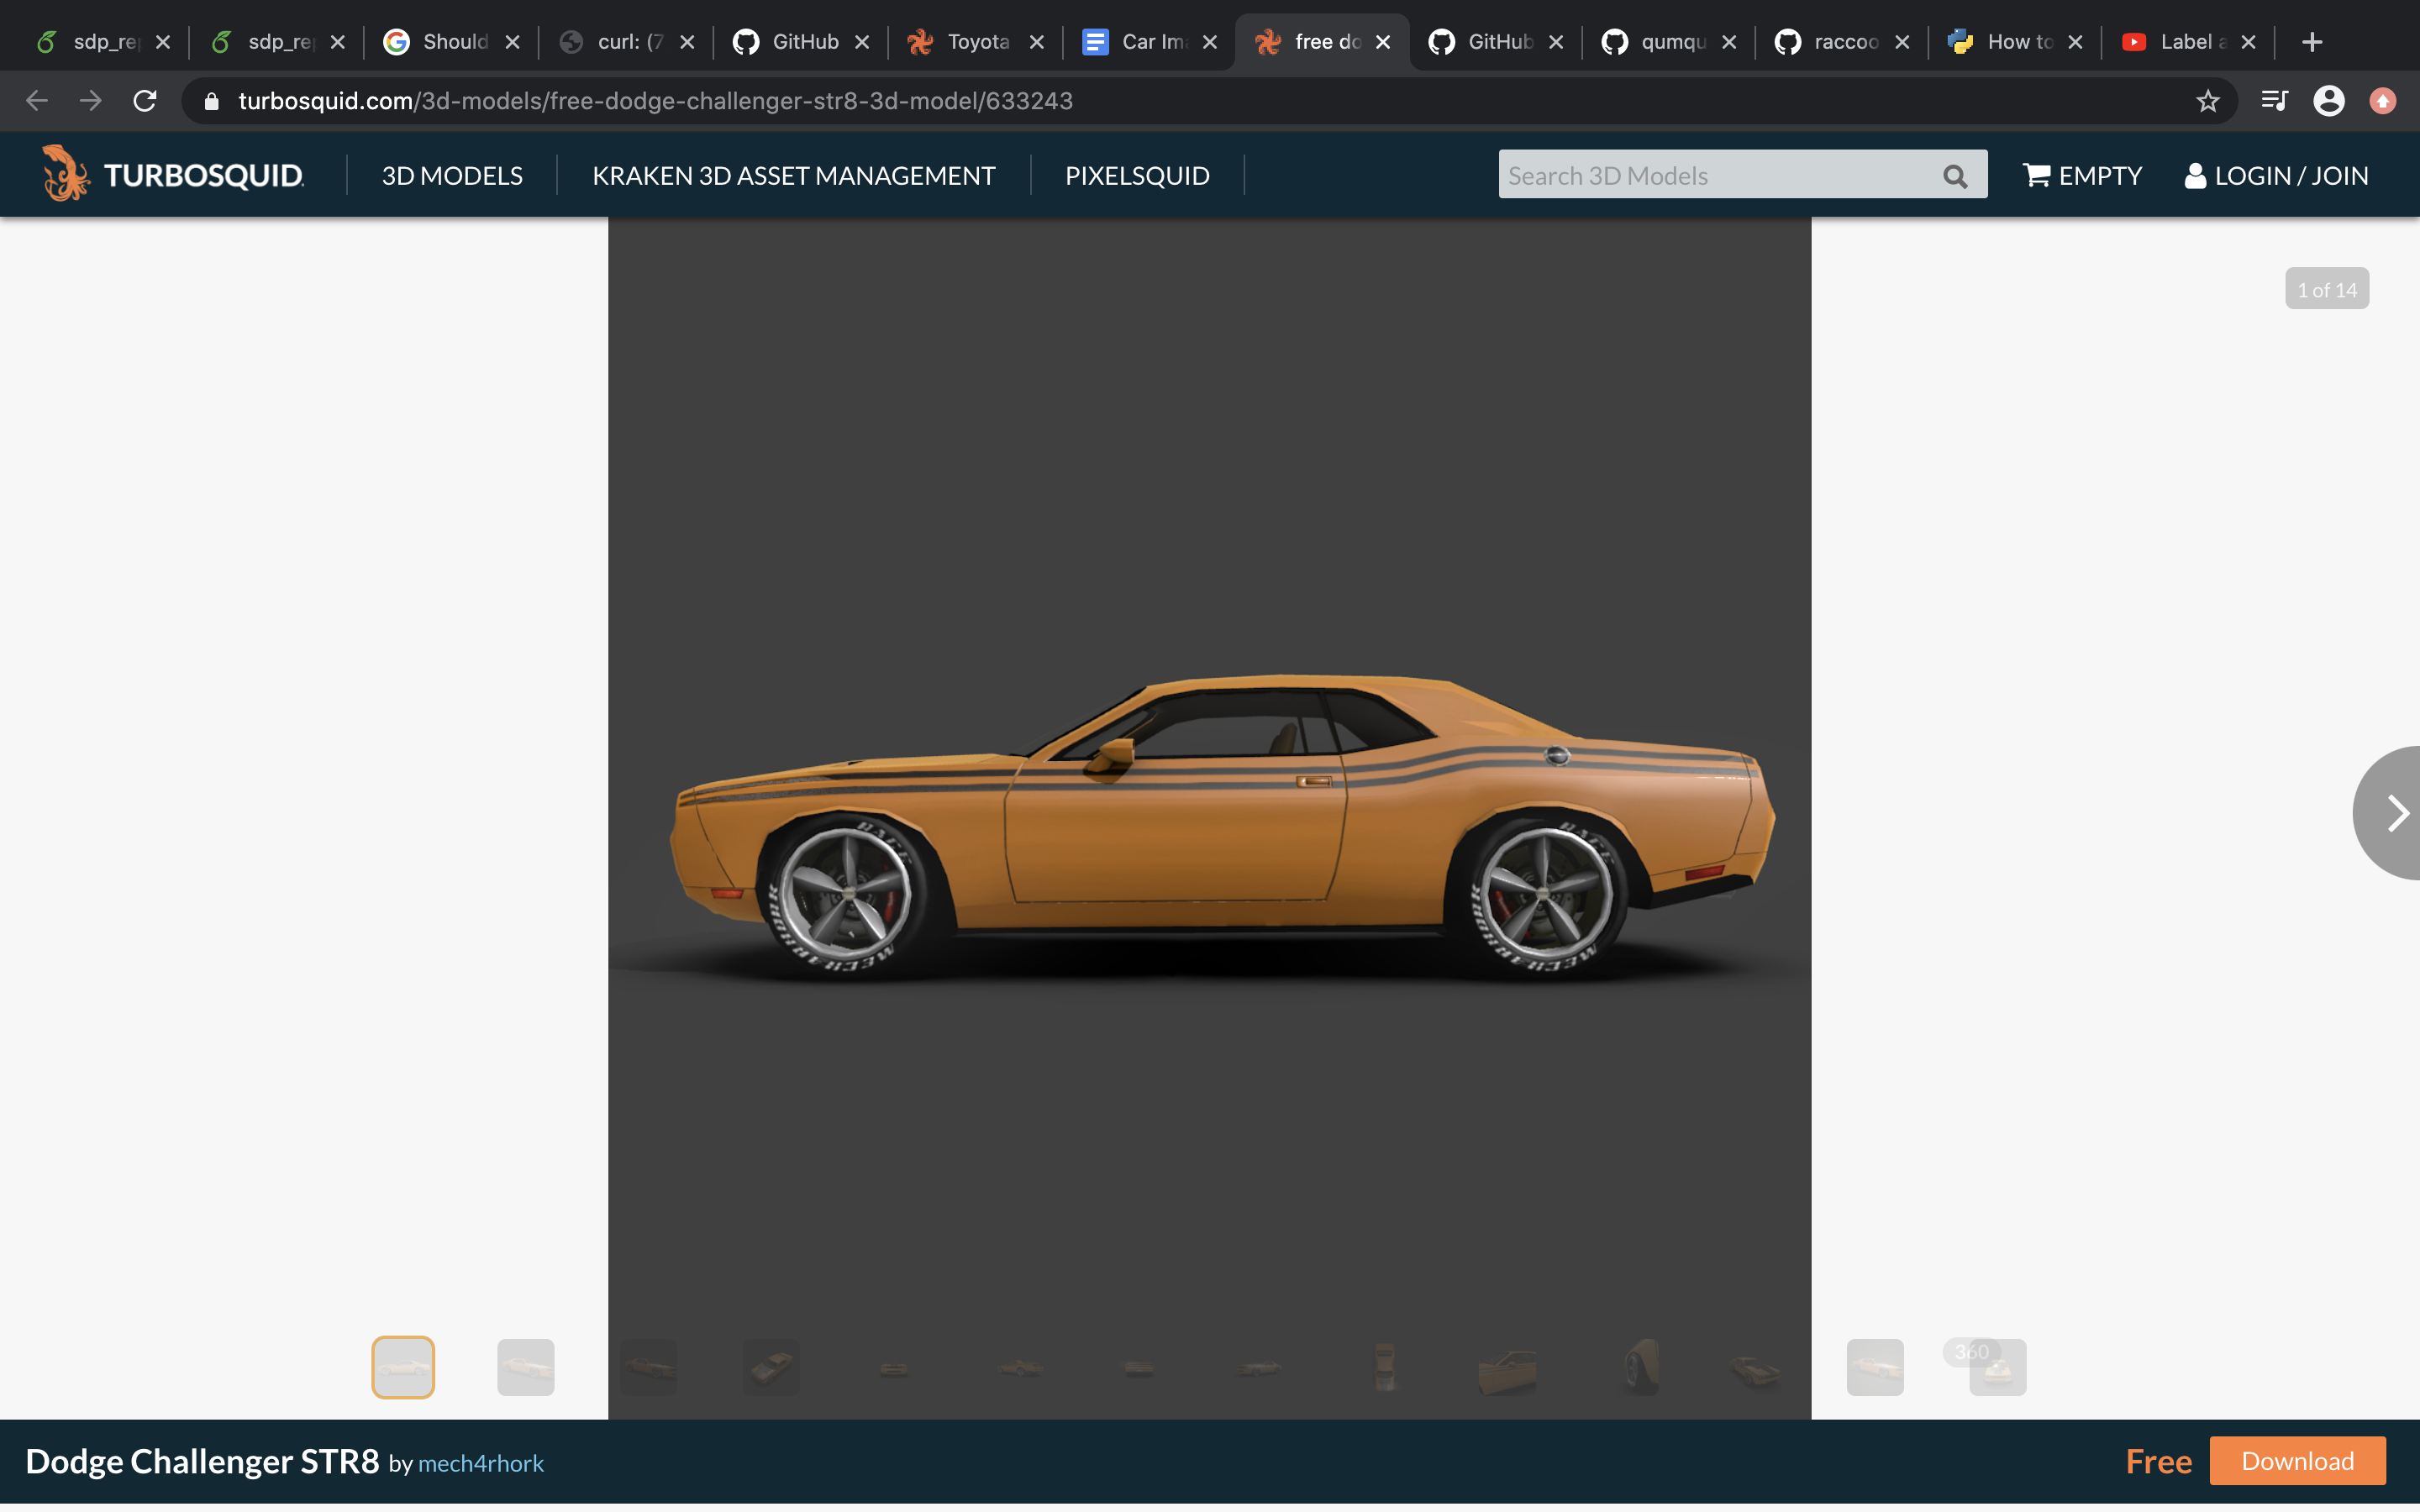 sdp_re
sdp_re
Should
curl: (7
GitHub
Toyota
Car Im
free do
GitHub
qumqu
raccoo
How to
Label a
turbosquid.com/3d-models/free-dodge-challenger-str8-3d-model/633243
TURBOSQUID.
3D MODELS
KRAKEN 3D ASSET MANAGEMENT
PIXELSQUID
Search 3D Models
EMPTY
LOGIN / JOIN
1 of 14
360
Dodge Challenger STR8 by mech4rhork
Free
Download